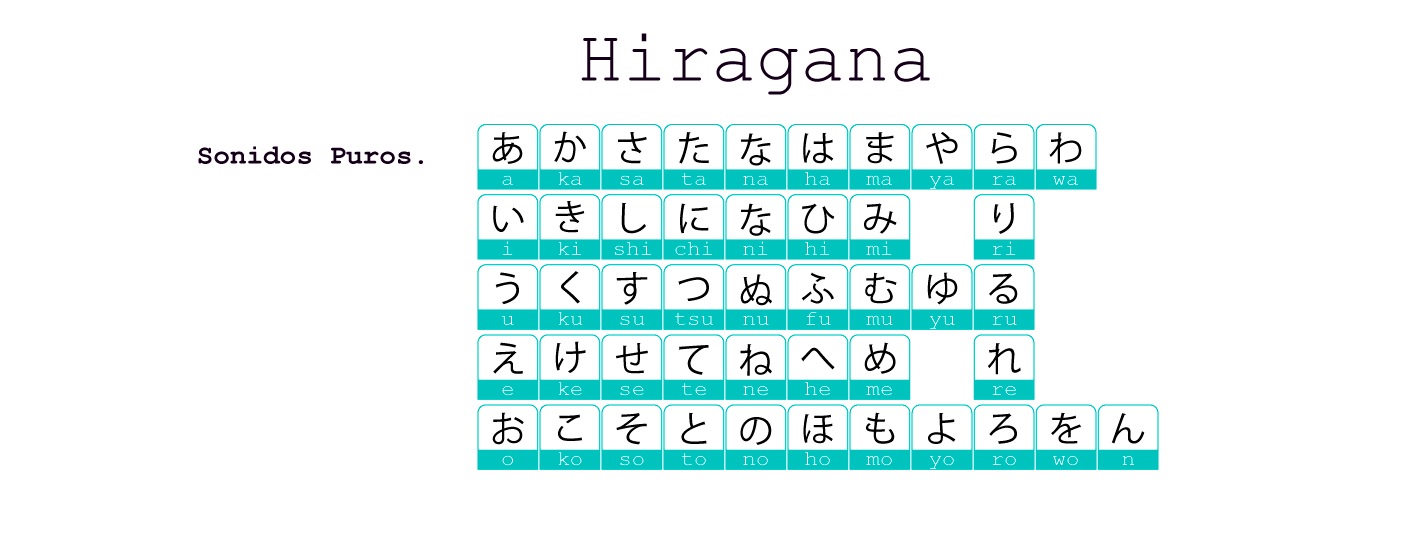 Hiragana
Sonidos Puros.
あ か さ た な は ま や ら わ
a ka sa ta na ha ma ya ra wa
い き し に な ひ み り
i ki shi chi ni hi mi ri
う く す つ ぬ ふ む ゆ る
u ku su tsu nu fu mu yu ru
え け せ て ね へ め れ
e ke se te ne he me re
お こ そ と の ほ も よ ろ を ん
o ko so to no ho mo yo ro wo n